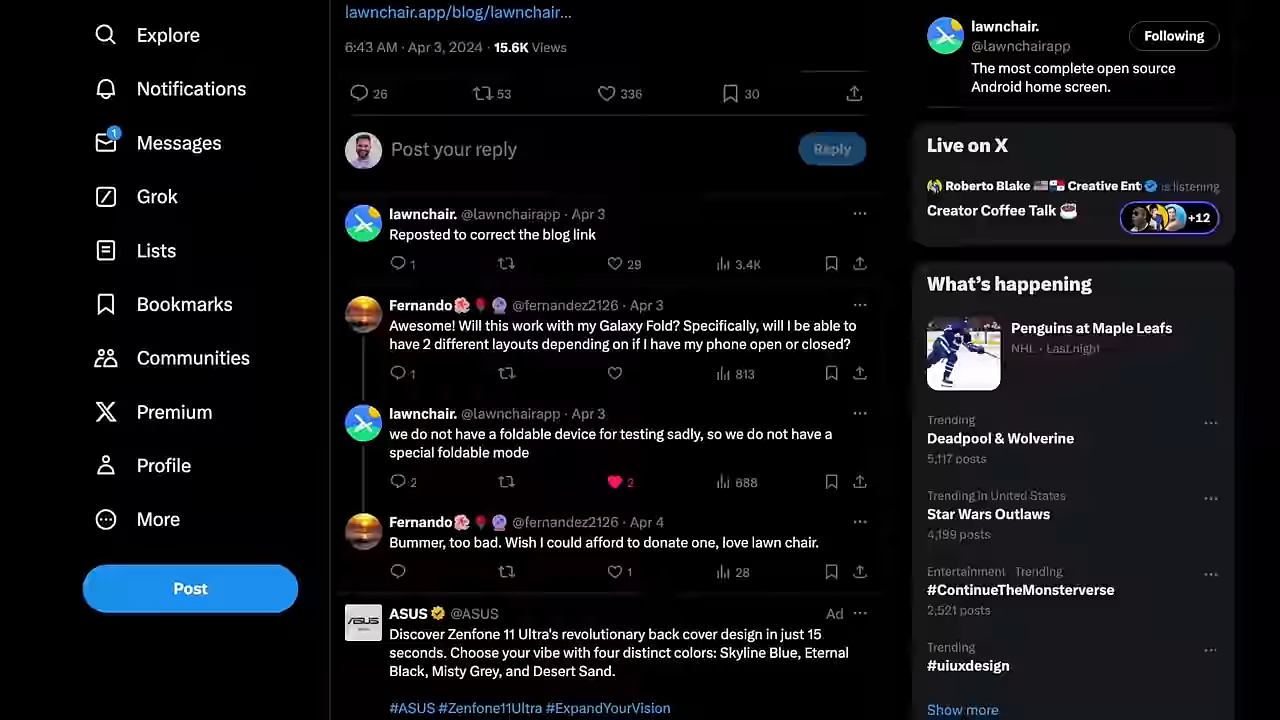 Explore
Notifications
1
Messages
Grok
Lists
Bookmarks
Communities
Premium
Profile
More
Post
lawnchair.app/blog/lawnchair…
6:43 AM · Apr 3, 2024 · 15.6K Views
26 53 336 30
Post your reply
Reply
lawnchair. @lawnchairapp · Apr 3
Reposted to correct the blog link
1 29 3.4K
Fernando🌺🌹🔮 @fernandez2126 · Apr 3
Awesome! Will this work with my Galaxy Fold? Specifically, will I be able to
have 2 different layouts depending on if I have my phone open or closed?
1 813
lawnchair. @lawnchairapp · Apr 3
we do not have a foldable device for testing sadly, so we do not have a
special foldable mode
2 2 688
Fernando🌺🌹🔮 @fernandez2126 · Apr 4
Bummer, too bad. Wish I could afford to donate one, love lawn chair.
1 28
ASUS @ASUS Ad
Discover Zenfone 11 Ultra's revolutionary back cover design in just 15
seconds. Choose your vibe with four distinct colors: Skyline Blue, Eternal
Black, Misty Grey, and Desert Sand.
#ASUS #Zenfone11Ultra #ExpandYourVision
lawnchair.
@lawnchairapp
Following
The most complete open source
Android home screen.
Live on X
Roberto Blake 🇺🇸🇵🇦 Creative Ent is listening
Creator Coffee Talk ☕
+12
What's happening
Penguins at Maple Leafs
NHL · Last night
Trending
Deadpool & Wolverine
5,117 posts
Trending in United States
Star Wars Outlaws
4,199 posts
Entertainment · Trending
#ContinueTheMonsterverse
2,521 posts
Trending
#uiuxdesign
Show more